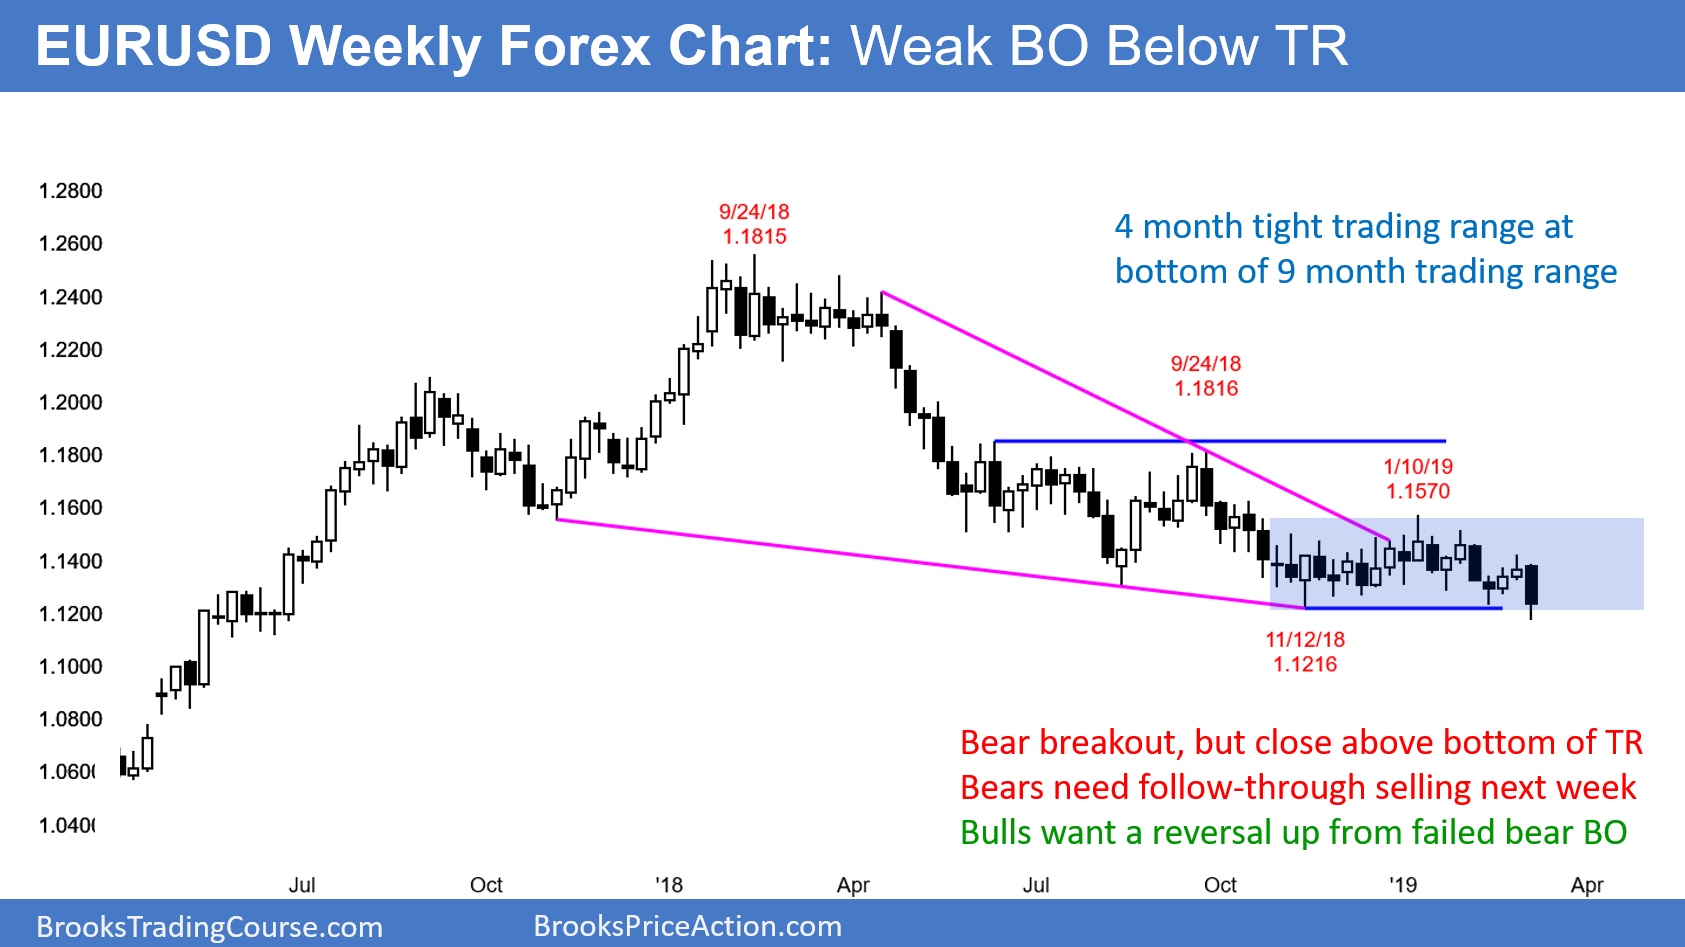 EURUSD Weekly Forex Chart: Weak BO Below TR
1.2800
1.2600
1.2400
1.2200
1.2000
1.1800
1.1600
1.1400
1.1200
1.1000
1.0800
1.0600
1.0400
9/24/18
1.1815
4 month tight trading range at
bottom of 9 month trading range
9/24/18
1.1816
1/10/19
1.1570
11/12/18
1.1216
Bear breakout, but close above bottom of TR
Bears need follow-through selling next week
Bulls want a reversal up from failed bear BO
Jul Oct '18 Apr Jul Oct '19 Apr
BrooksTradingCourse.com BrooksPriceAction.com